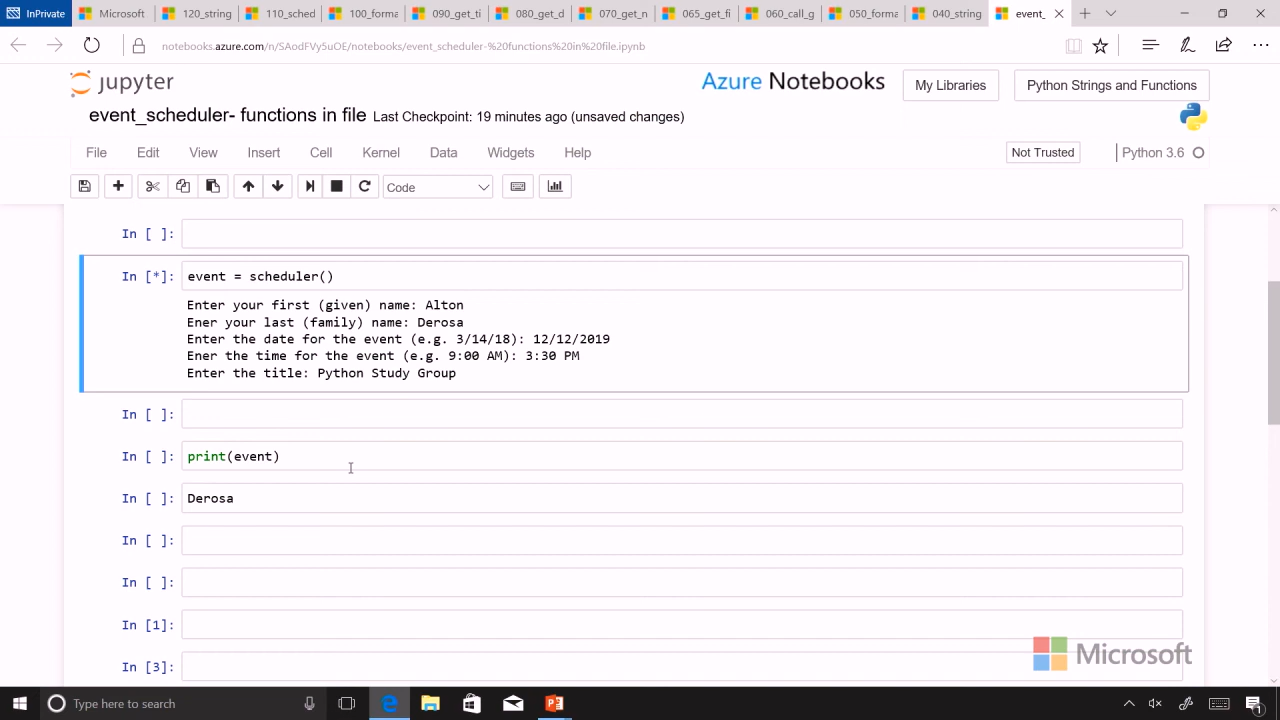 InPrivate
Microsoft
120_string
110_sched
100_forma
090_get_ti
080_get_d
070_get_n
065_get_fi
060_call_g
050_forma
040_string
event_
notebooks.azure.com/n/SAodFVy5uOE/notebooks/event_scheduler-%20functions%20in%20file.ipynb
jupyter
Azure Notebooks
My Libraries
Python Strings and Functions
event_scheduler- functions in file Last Checkpoint: 19 minutes ago (unsaved changes)
File Edit View Insert Cell Kernel Data Widgets Help
Not Trusted
Python 3.6
Code
In [ ]:
In [*]: event = scheduler()
Enter your first (given) name: Alton
Ener your last (family) name: Derosa
Enter the date for the event (e.g. 3/14/18): 12/12/2019
Ener the time for the event (e.g. 9:00 AM): 3:30 PM
Enter the title: Python Study Group
In [ ]:
In [ ]: print(event)
In [ ]: Derosa
In [ ]:
In [ ]:
In [1]:
In [3]:
Microsoft
Type here to search
1